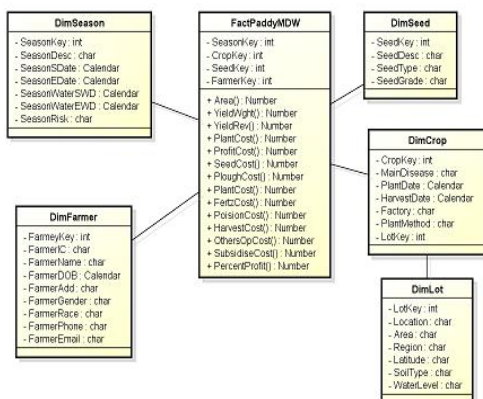 DimSeason
- SeasonKey : int
- SeasonDesc : char
- SeasonSDate : Calendar
- SeasonEDate : Calendar
- SeasonWaterSWD : Calendar
- SeasonWaterEWD : Calendar
- SeasonRisk : char
FactPaddyMDW
- SeasonKey : int
- CropKey : int
- SeedKey : int
- FarmerKey : int
+ Area() : Number
+ YieldWght() : Number
+ YieldRev() : Number
+ PlantCost() : Number
+ ProfitCost() : Number
+ SeedCost() : Number
+ PloughCost() : Number
+ PlantCost() : Number
+ FertzCost() : Number
+ PoisionCost() : Number
+ HarvestCost() : Number
+ OthersOpCost() : Number
+ SubsidiseCost() : Number
+ PercentProfit() : Number
DimSeed
- SeedKey : int
- SeedDesc : char
- SeedType : char
- SeedGrade : char
DimCrop
- CropKey : int
- MainDisease : char
- PlantDate : Calendar
- HarvestDate : Calendar
- Factory : char
- PlantMethod : char
- LotKey : int
DimFarmer
- FarmeyKey : int
- FarmerIC : char
- FarmerName : char
- FarmerDOB : Calendar
- FarmerAdd : char
- FarmerGender : char
- FarmerRace : char
- FarmerPhone : char
- FarmerEmail : char
DimLot
- LotKey : int
- Location : char
- Area : char
- Region : char
- Latitude : char
- SoilType : char
- WaterLevel : char